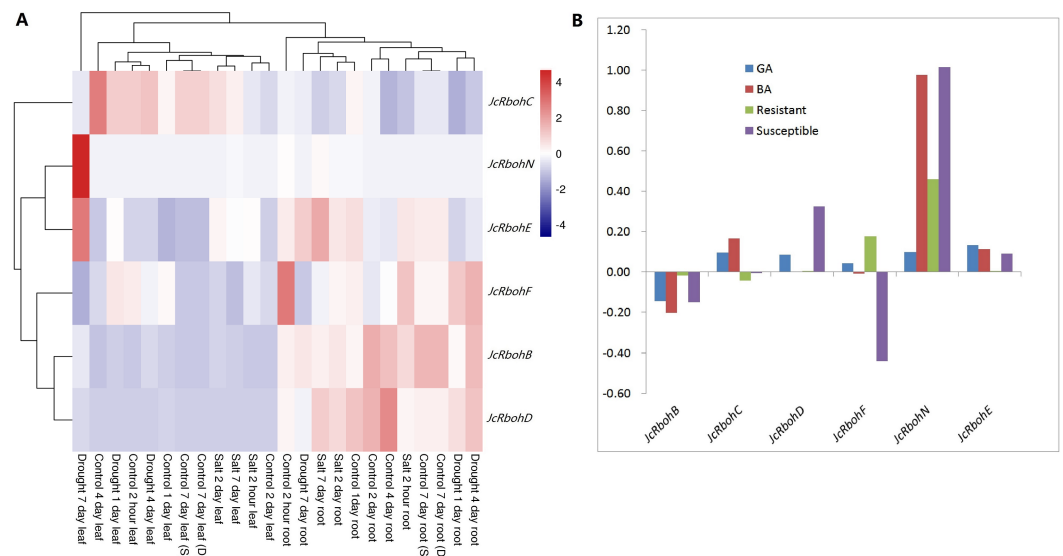 A
4
2
0
-2
-4
JcRbohC
JcRbohN
JcRbohE
JcRbohF
JcRbohB
JcRbohD
Drought 7 day leaf
Control 4 day leaf
Drought 1 day leaf
Control 2 hour leaf
Drought 4 day leaf
Control 1 day leaf
Control 7 day leaf (S
Control 7 day leaf (D
Salt 2 day leaf
Salt 7 day leaf
Salt 2 hour leaf
Control 2 day leaf
Control 2 hour root
Drought 7 day root
Salt 7 day root
Salt 2 day root
Control 1day root
Control 2 day root
Control 4 day root
Salt 2 hour root
Control 7 day root (S
Control 7 day root (D
Drought 1 day root
Drought 4 day root
B
1.20
1.00
0.80
0.60
0.40
0.20
0.00
-0.20
-0.40
-0.60
GA
BA
Resistant
Susceptible
JcRbohB
JcRbohC
JcRbohD
JcRbohF
JcRbohN
JcRbohE